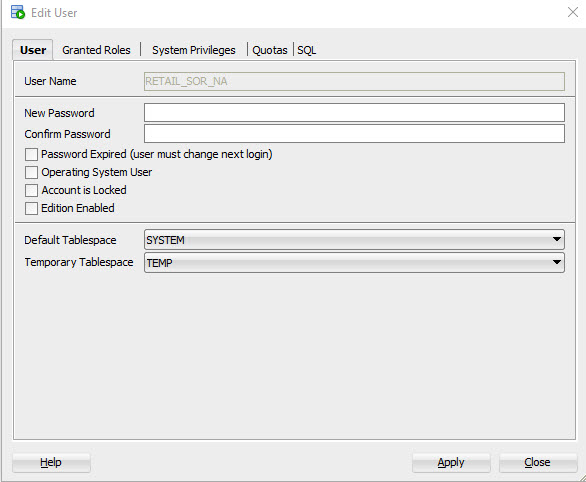 Edit User
User Granted Roles System Privileges Quotas SQL
User Name RETAIL_SOR_NA
New Password
Confirm Password
Password Expired (user must change next login)
Operating System User
Account is Locked
Edition Enabled
Default Tablespace SYSTEM
Temporary Tablespace TEMP
Help Apply Close